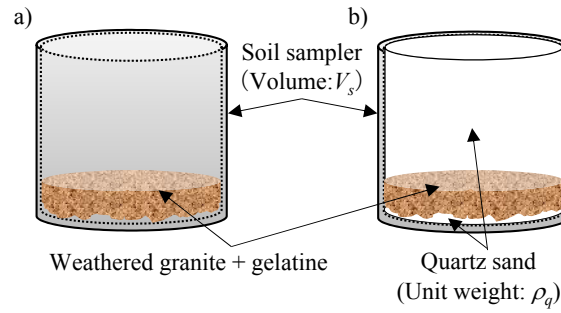 a)
b)
Soil sampler
(Volume:Vs)
Weathered granite + gelatine
Quartz sand
(Unit weight: ρq)